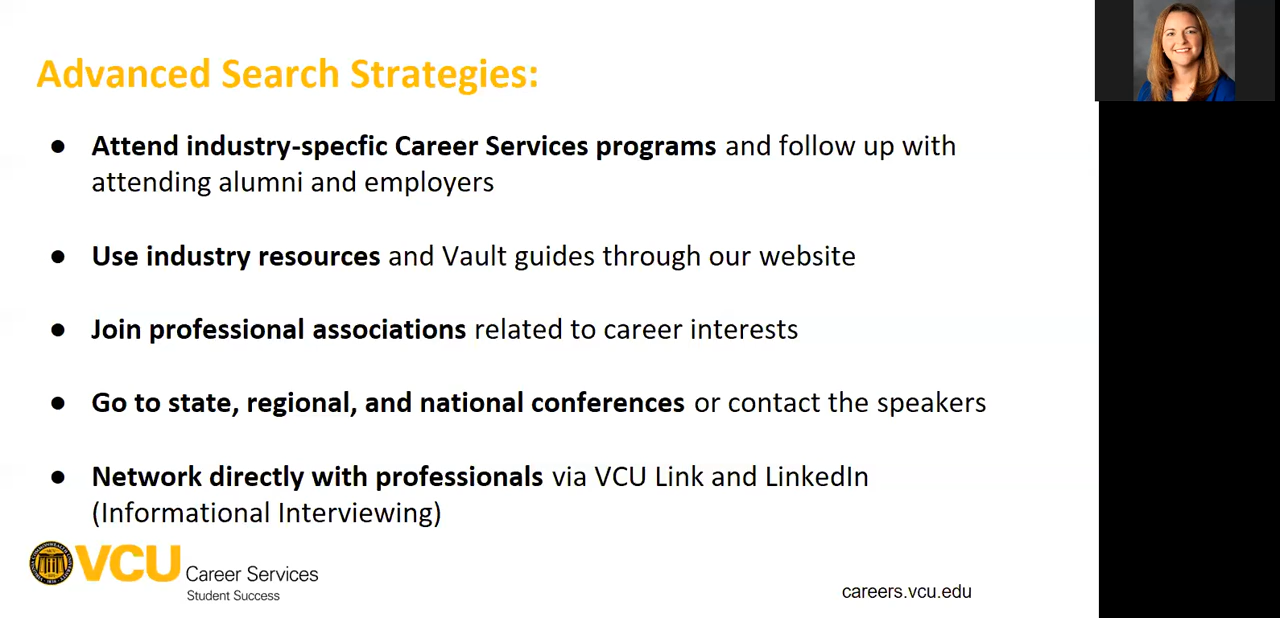 Advanced Search Strategies:
● Attend industry-specfic Career Services programs and follow up with
attending alumni and employers
● Use industry resources and Vault guides through our website
● Join professional associations related to career interests
● Go to state, regional, and national conferences or contact the speakers
● Network directly with professionals via VCU Link and LinkedIn
(Informational Interviewing)
VCU Career Services
Student Success
careers.vcu.edu